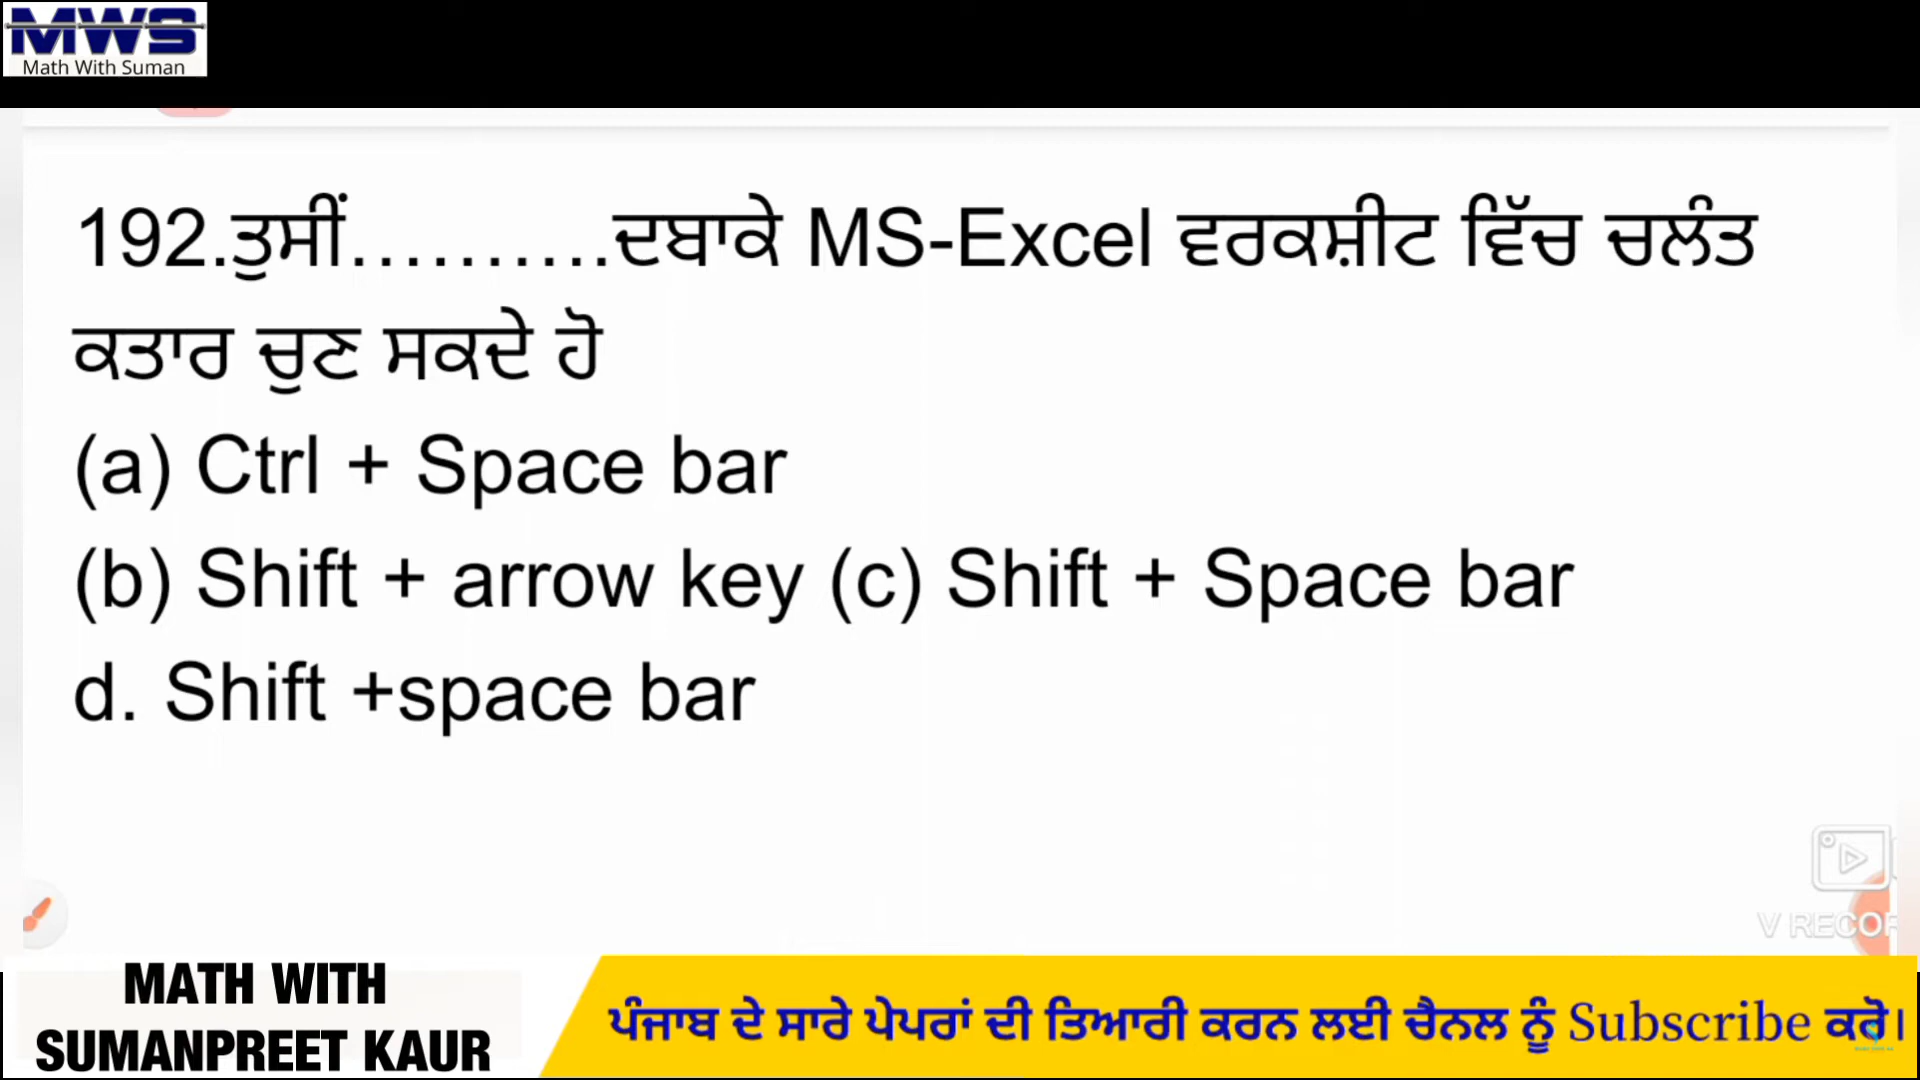 MWS
Math With Suman
192.ਤੁਸੀਂ..........ਦਬਾਕੇ MS-Excel ਵਰਕਸ਼ੀਟ ਵਿੱਚ ਚਲੰਤ
ਕਤਾਰ ਚੁਣ ਸਕਦੇ ਹੋ
(a) Ctrl + Space bar
(b) Shift + arrow key (c) Shift + Space bar
d. Shift +space bar
V RECOR
MATH WITH
SUMANPREET KAUR
ਪੰਜਾਬ ਦੇ ਸਾਰੇ ਪੇਪਰਾਂ ਦੀ ਤਿਆਰੀ ਕਰਨ ਲਈ ਚੈਨਲ ਨੂੰ Subscribe ਕਰੋ।